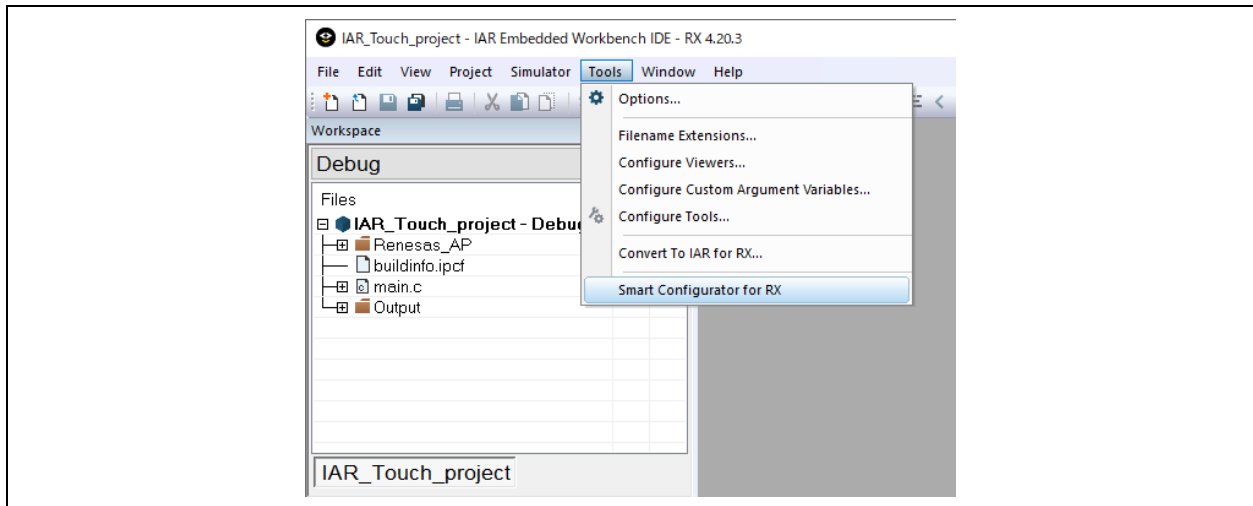 IAR_Touch_project - IAR Embedded Workbench IDE - RX 4.20.3
File Edit View Project Simulator Tools Window Help
Options...
Workspace
Filename Extensions...
Debug
Configure Viewers...
Configure Custom Argument Variables...
Files
Configure Tools...
IAR_Touch_project - Debu
Renesas_AP
Convert To IAR for RX...
buildinfo.ipcf
main.c
Smart Configurator for RX
Output
IAR_Touch_project